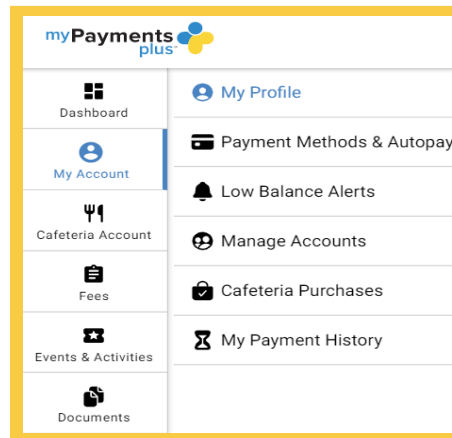 myPayments
plus™
Dashboard
My Account
Cafeteria Account
Fees
Events & Activities
Documents
My Profile
Payment Methods & Autopay
Low Balance Alerts
Manage Accounts
Cafeteria Purchases
My Payment History